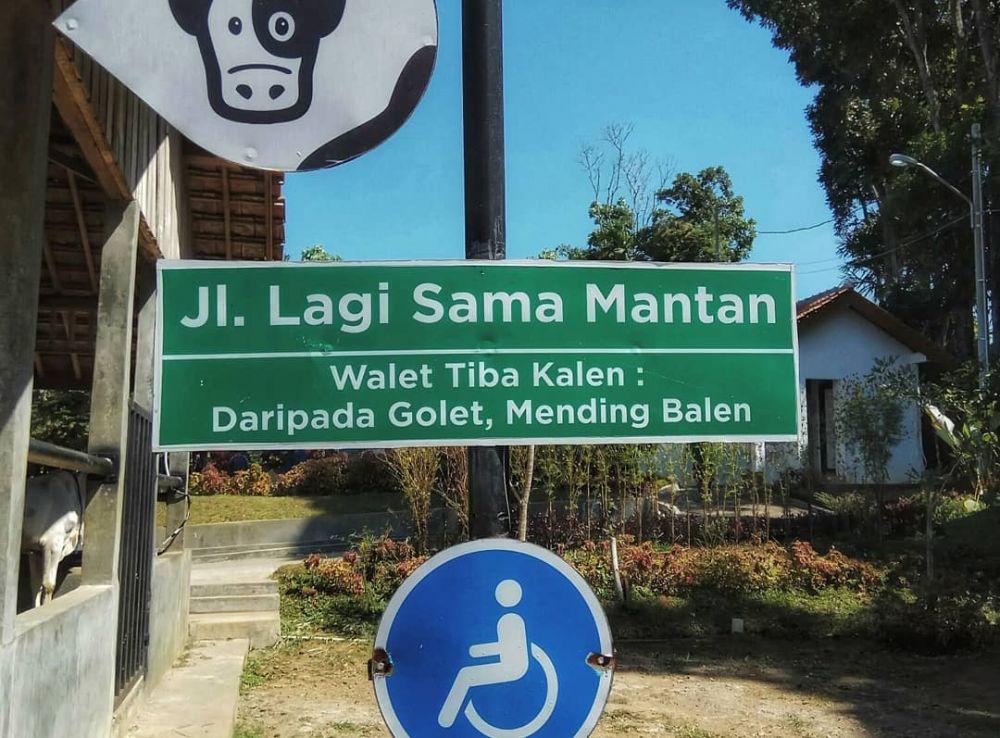 Jl. Lagi Sama Mantan
Walet Tiba Kalen :
Daripada Golet, Mending Balen